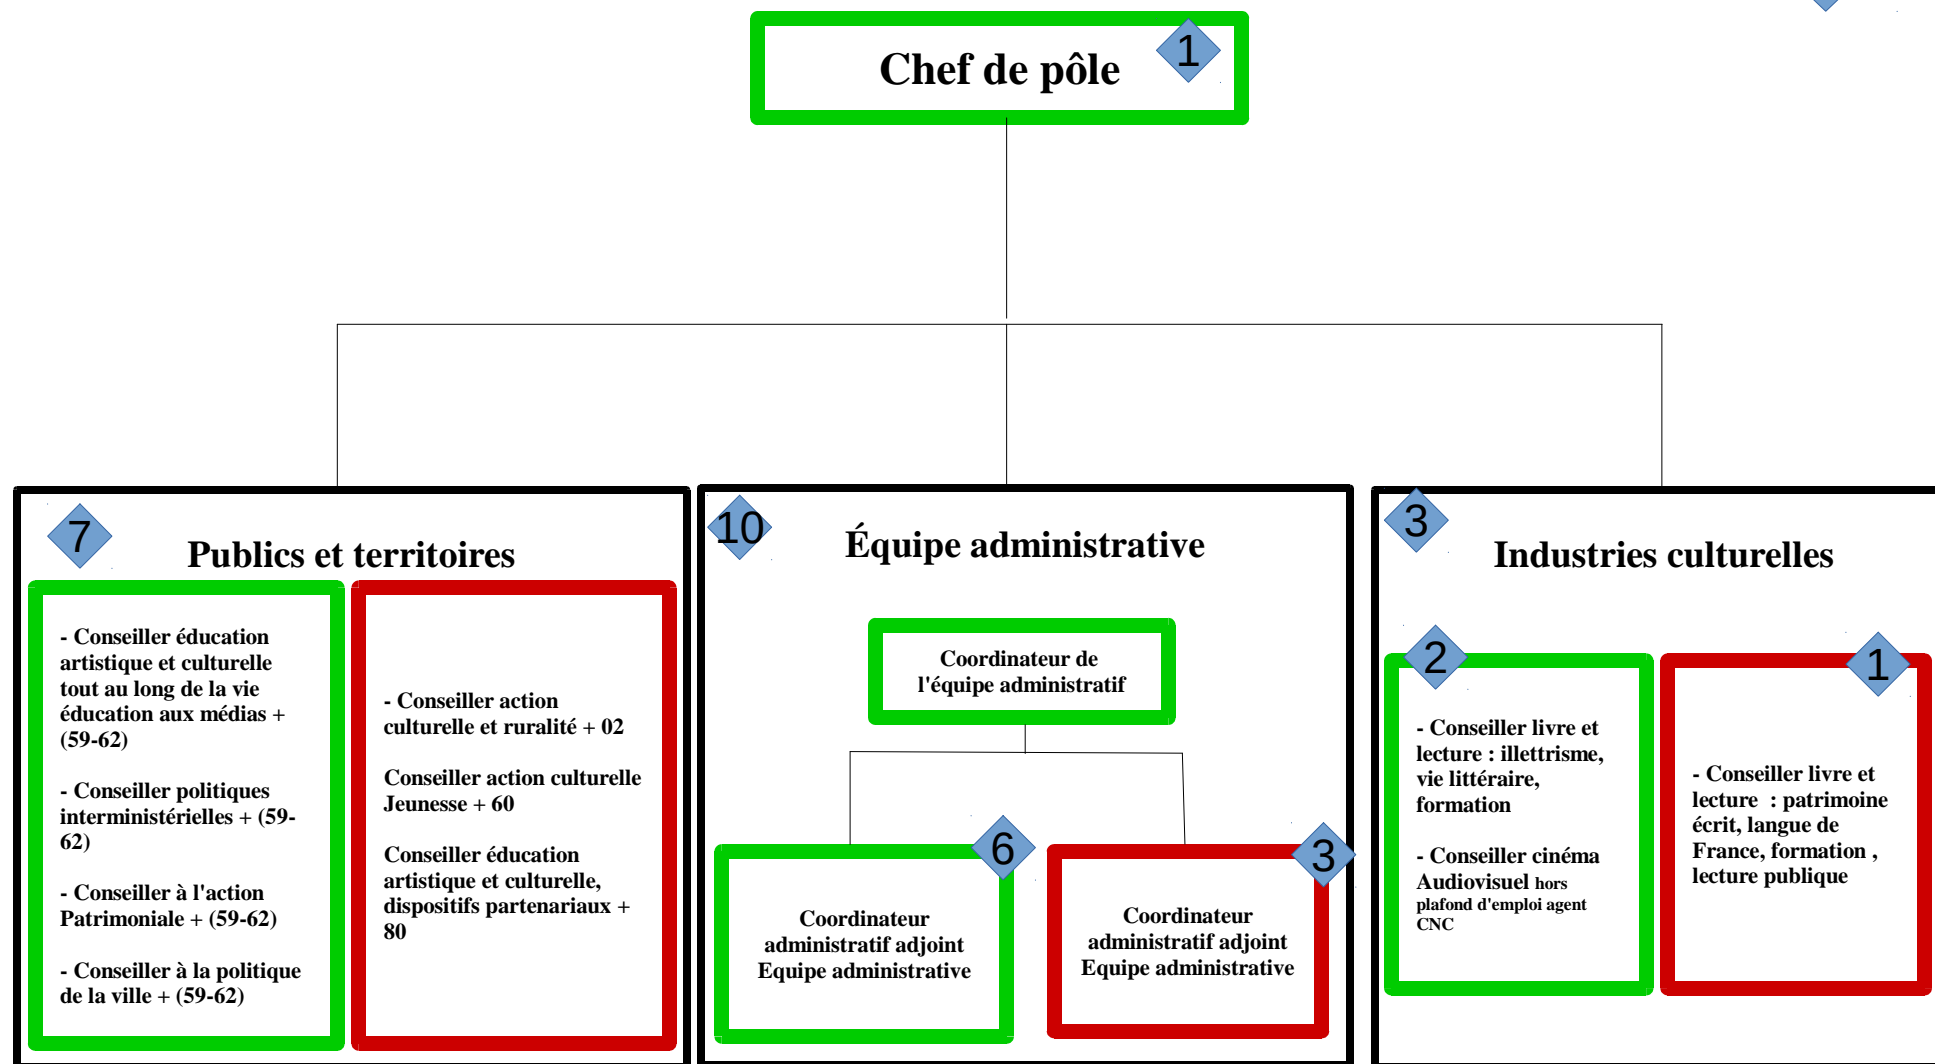 Chef de pôle
1
7
Publics et territoires
- Conseiller éducation
artistique et culturelle
tout au long de la vie
éducation aux médias +
(59-62)
- Conseiller politiques
interministérielles + (59-
62)
- Conseiller à l'action
Patrimoniale + (59-62)
- Conseiller à la politique
de la ville + (59-62)
- Conseiller action
culturelle et ruralité + 02
Conseiller action culturelle
Jeunesse + 60
Conseiller éducation
artistique et culturelle,
dispositifs partenariaux +
80
10
Équipe administrative
Coordinateur de
l'équipe administratif
6
Coordinateur
administratif adjoint
Equipe administrative
3
Coordinateur
administratif adjoint
Equipe administrative
3
Industries culturelles
2
- Conseiller livre et
lecture : illettrisme,
vie littéraire,
formation
- Conseiller cinéma
Audiovisuel hors
plafond d'emploi agent
CNC
1
- Conseiller livre et
lecture  : patrimoine
écrit, langue de
France, formation ,
lecture publique